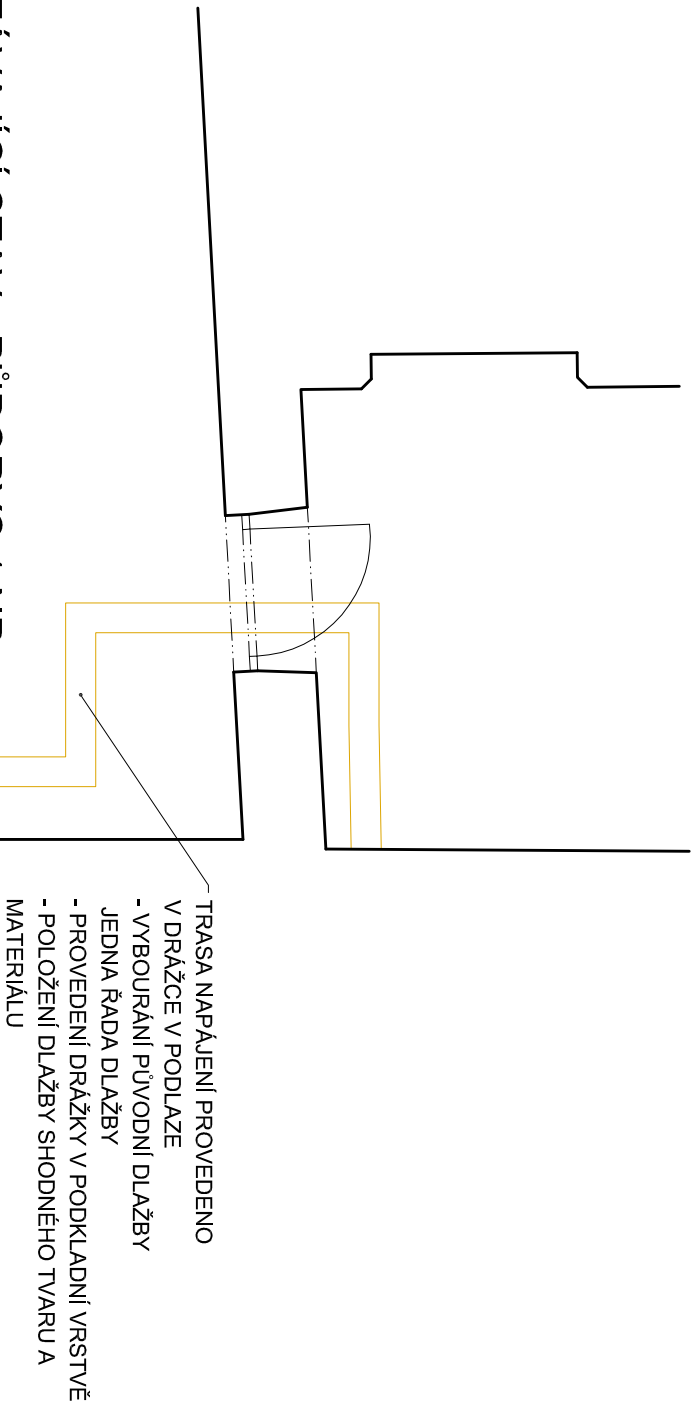 TRASA NAPÁJENÍ PROVEDENO
V DRÁŽCE V PODLAZE
- VYBOURÁNÍ PŮVODNÍ DLAŽBY
JEDNA ŘADA DLAŽBY
- PROVEDENÍ DRÁŽKY V PODKLADNÍ VRSTVĚ
- POLOŽENÍ DLAŽBY SHODNÉHO TVARU A
MATERIÁLU